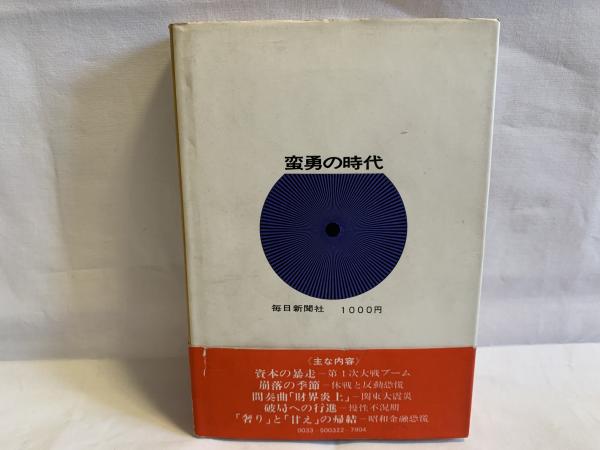 蛮勇の時代
毎日新聞社 1000円
〈主な内容〉
資本の暴走—第1次大戦ブーム
崩落の季節—休戦と反動恐慌
間奏曲「財界炎上」—関東大震災
破局への行進—慢性不況期
「奢り」と「甘え」の帰結—昭和金融恐慌
0033-500322-7904